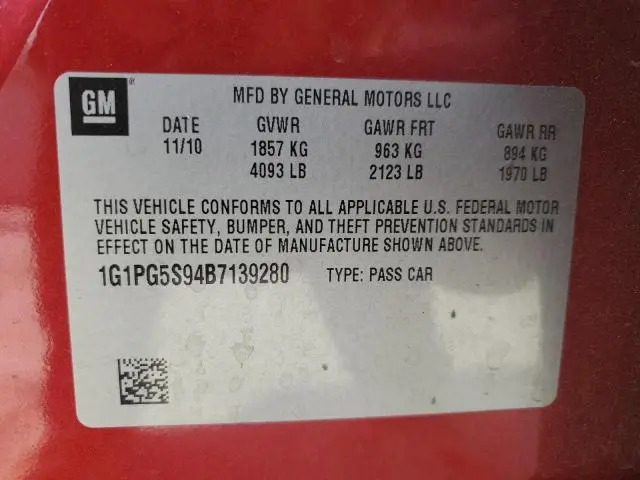 GM®
MFD BY GENERAL MOTORS LLC
DATE GVWR GAWR FRT GAWR RR
11/10 1857 KG 963 KG 894 KG
4093 LB 2123 LB 1970 LB
THIS VEHICLE CONFORMS TO ALL APPLICABLE U.S. FEDERAL MOTOR
VEHICLE SAFETY, BUMPER, AND THEFT PREVENTION STANDARDS IN
EFFECT ON THE DATE OF MANUFACTURE SHOWN ABOVE.
1G1PG5S94B7139280 TYPE: PASS CAR